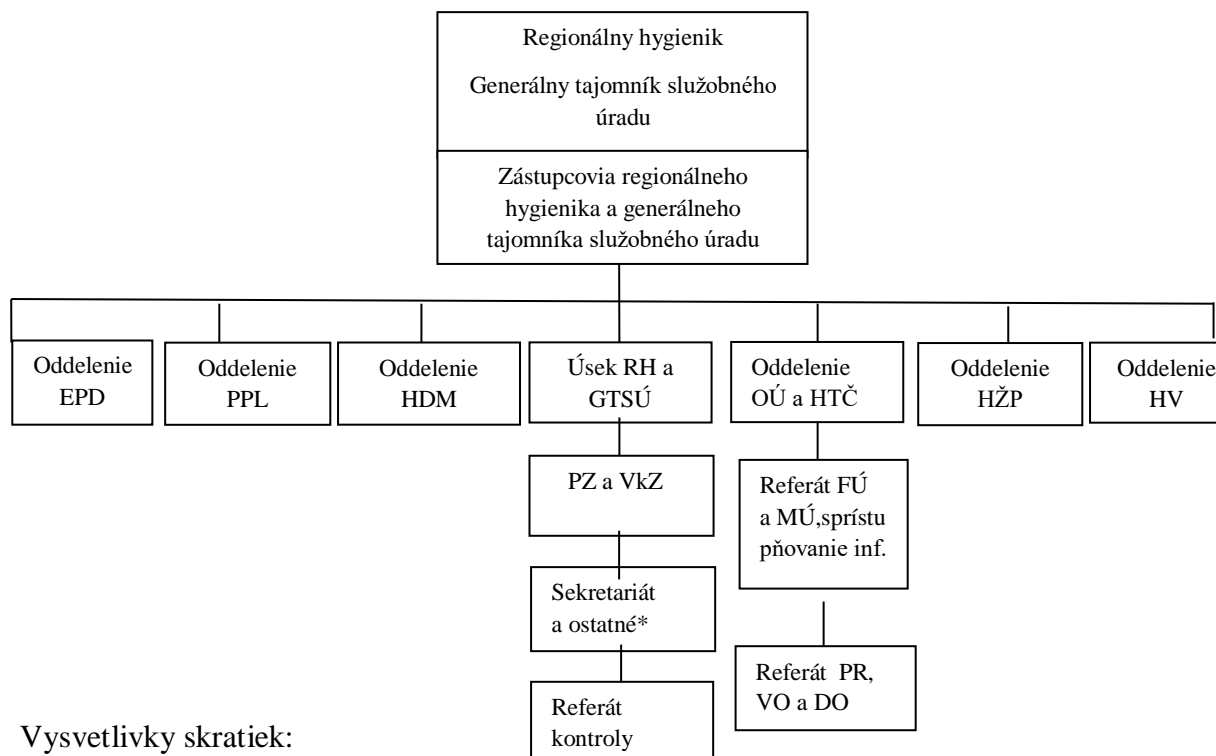 Regionálny hygienik
Generálny tajomník služobného
úradu
Zástupcovia regionálneho
hygienika a generálneho
tajomníka služobného úradu
Oddelenie
EPD
Oddelenie
PPL
Oddelenie
HDM
Úsek RH a
GTSÚ
Oddelenie
OÚ a HTČ
Oddelenie
HŽP
Oddelenie
HV
PZ a VkZ
Referát FÚ
a MÚ,sprístu
pňovanie inf.
Sekretariát
a ostatné*
Referát PR,
VO a DO
Referát
kontroly
Vysvetlivky skratiek: